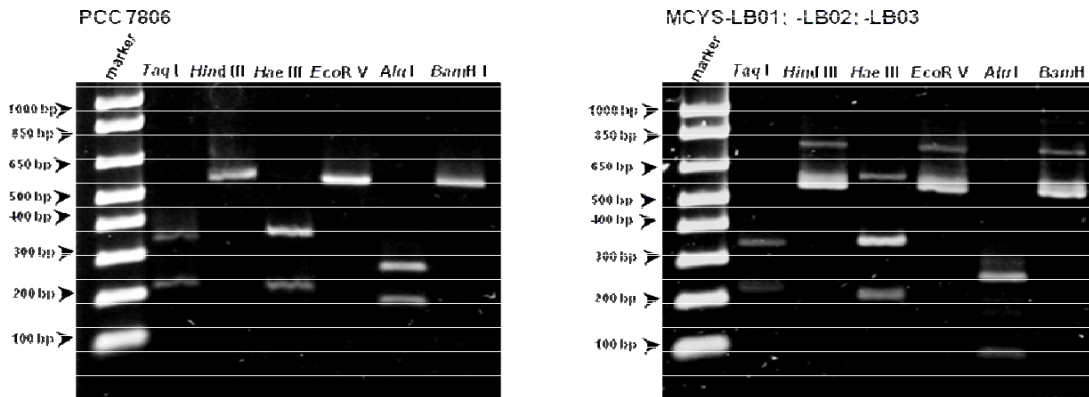 PCC 7806
marker Taq I Hind III Hae III EcoR V Alu I BamH I
1000 bp
850 bp
650 bp
500 bp
400 bp
300 bp
200 bp
100 bp
MCYS-LB01; -LB02; -LB03
marker Taq I Hind III Hae III EcoR V Alu I BamH
1000 bp
850 bp
650 bp
500 bp
400 bp
300 bp
200 bp
100 bp